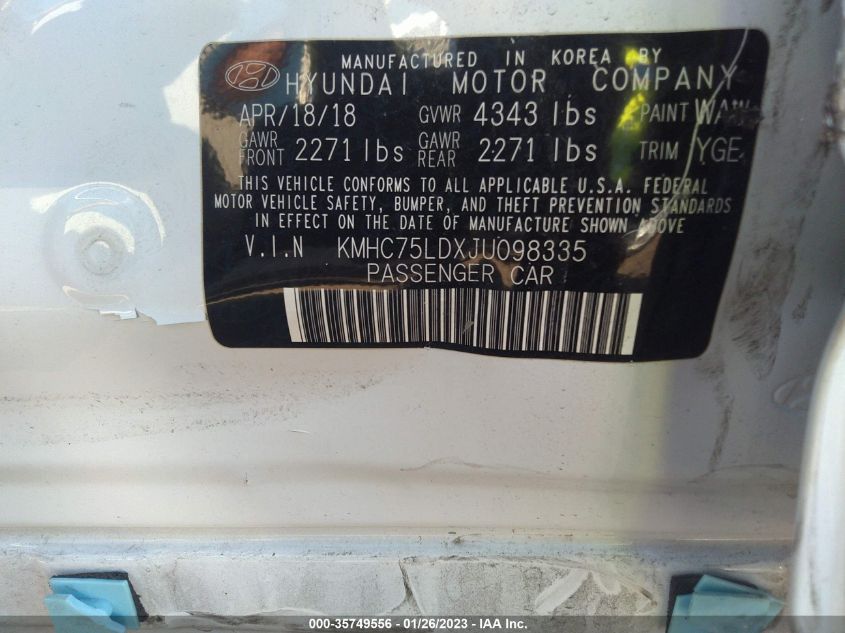 MANUFACTURED IN KOREA BY
HYUNDAI MOTOR COMPANY
APR/18/18 GVWR 4343 lbs PAINT WAW
GAWR FRONT 2271 lbs GAWR REAR 2271 lbs TRIM YGE
THIS VEHICLE CONFORMS TO ALL APPLICABLE U.S.A. FEDERAL
MOTOR VEHICLE SAFETY, BUMPER, AND THEFT PREVENTION STANDARDS
IN EFFECT ON THE DATE OF MANUFACTURE SHOWN ABOVE
V.I.N KMHC75LDXJU098335
PASSENGER CAR
000-35749556 - 01/26/2023 - IAA Inc.